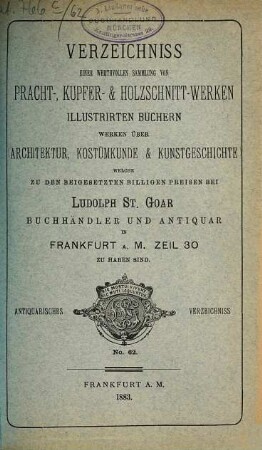 VERZEICHNISS
EINER WERTHVOLLEN SAMMLUNG VON
PRACHT-, KUPFER- & HOLZSCHNITT-WERKEN
ILLUSTRIRTEN BÜCHERN
WERKEN ÜBER
ARCHITEKTUR, KOSTÜMKUNDE & KUNSTGESCHICHTE
WELCHE
ZU DEN BEIGESETZTEN BILLIGEN PREISEN BEI
LUDOLPH ST. GOAR
BUCHHÄNDLER UND ANTIQUAR
IN
FRANKFURT A. M. ZEIL 30
ZU HABEN SIND.
ANTIQUARISCHES VERZEICHNISS
No. 62.
FRANKFURT A. M.
1883.